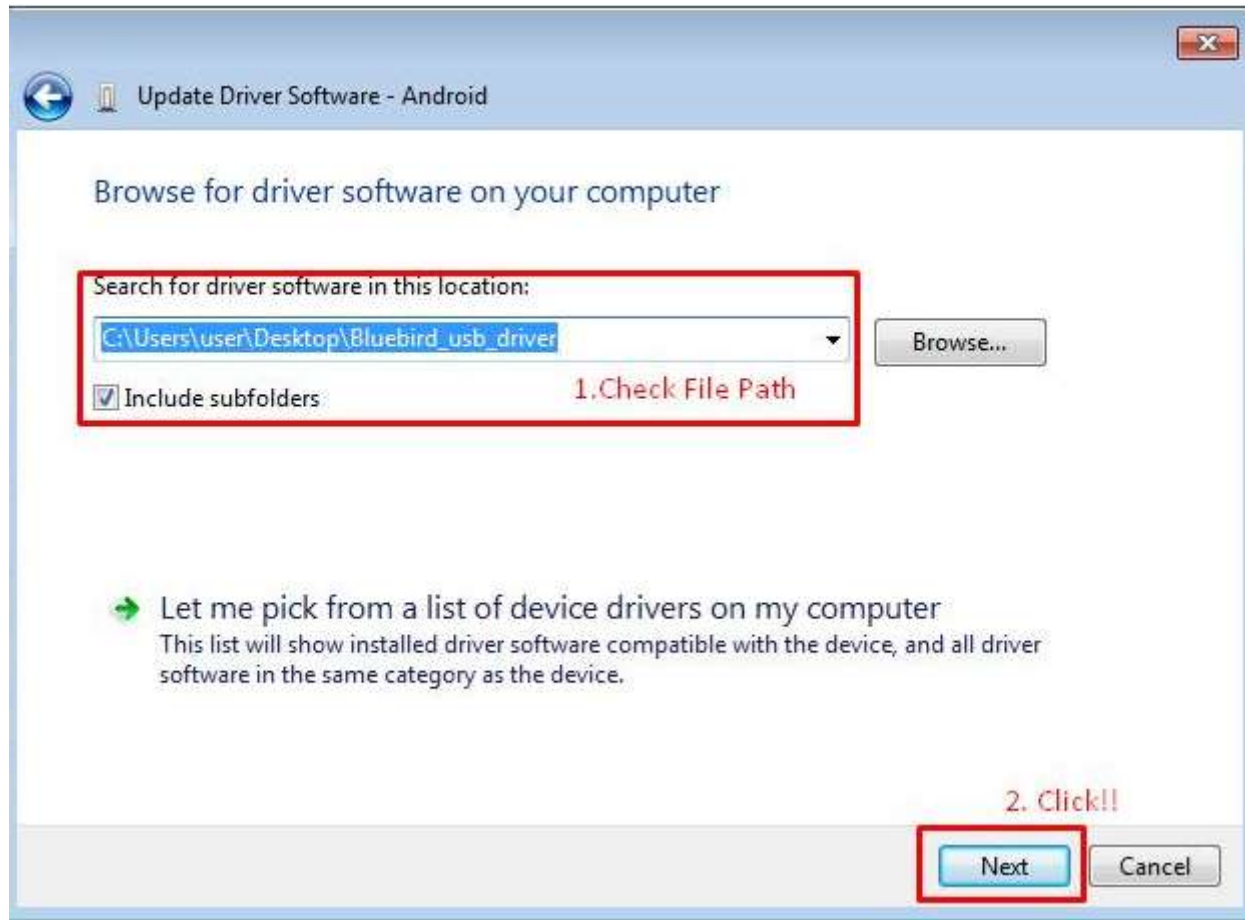 Update Driver Software - Android
Browse for driver software on your computer
Search for driver software in this location:
C:\Users\user\Desktop\Bluebird_usb_driver
Browse...
Include subfolders
1.Check File Path
Let me pick from a list of device drivers on my computer
This list will show installed driver software compatible with the device, and all driver
software in the same category as the device.
2. Click!!
Next
Cancel